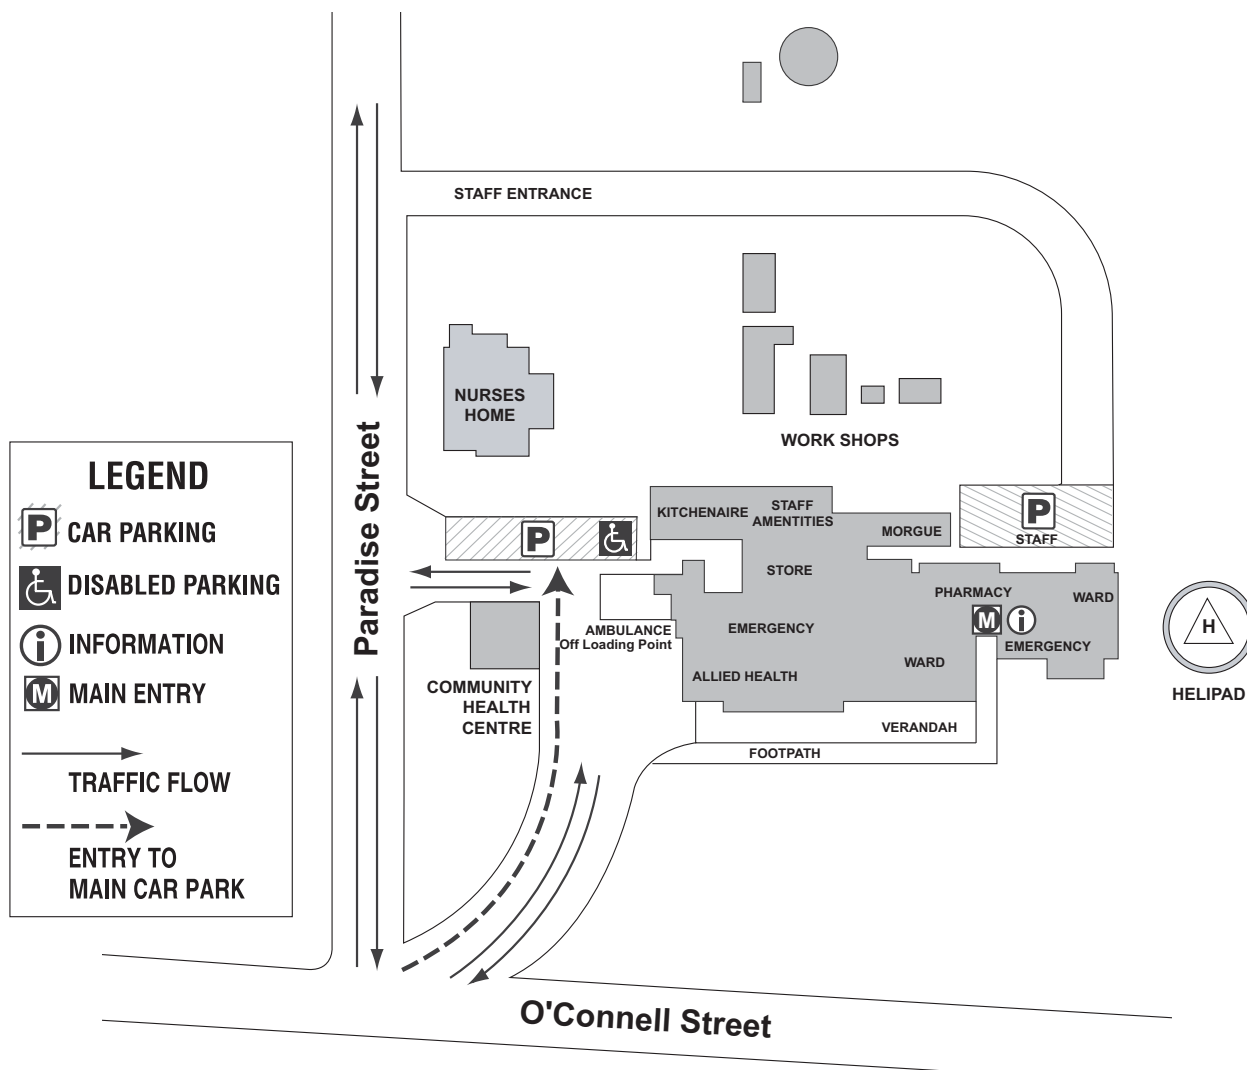 STAFF ENTRANCE
NURSES
HOME
WORK SHOPS
Paradise Street
LEGEND
P CAR PARKING
DISABLED PARKING
i INFORMATION
M MAIN ENTRY
TRAFFIC FLOW
ENTRY TO
MAIN CAR PARK
P
P
STAFF
KITCHENAIRE
STAFF
AMENTITIES
MORGUE
STORE
PHARMACY
WARD
M i
EMERGENCY
H
HELIPAD
AMBULANCE
Off Loading Point
EMERGENCY
WARD
ALLIED HEALTH
COMMUNITY
HEALTH
CENTRE
VERANDAH
FOOTPATH
O'Connell Street